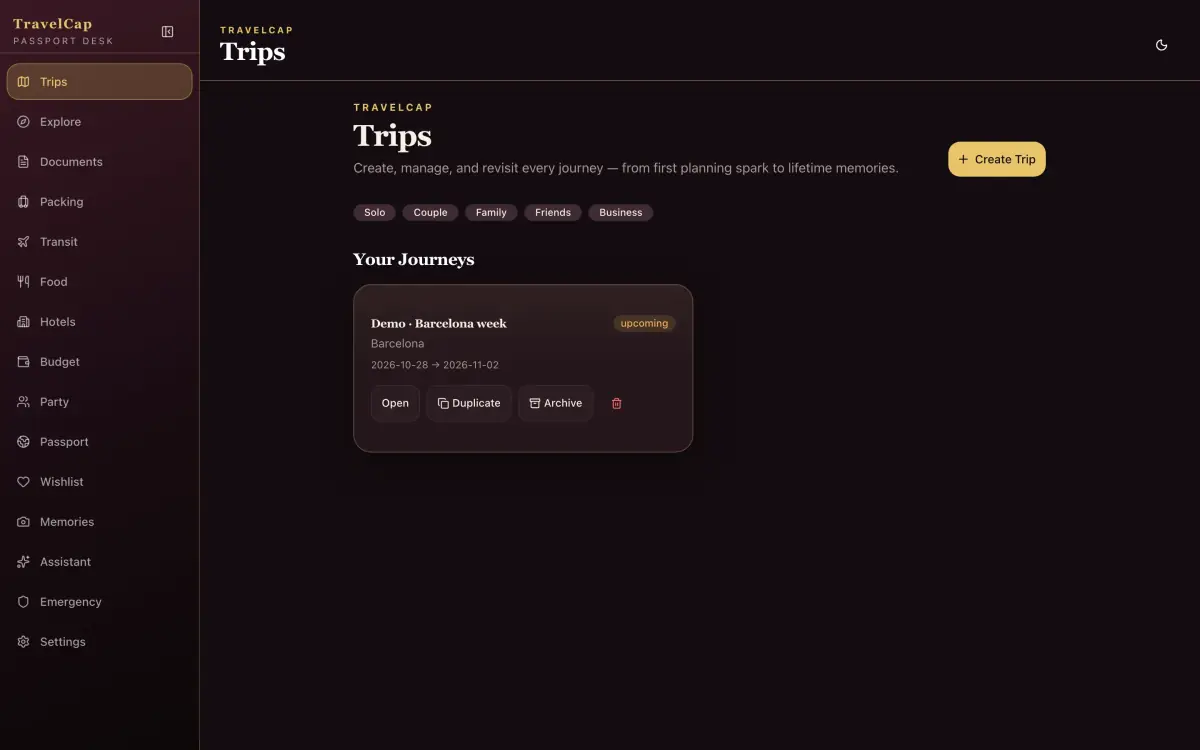 TravelCap
PASSPORT DESK
Trips
Explore
Documents
Packing
Transit
Food
Hotels
Budget
Party
Passport
Wishlist
Memories
Assistant
Emergency
Settings
TRAVELCAP
Trips
TRAVELCAP
Trips
Create, manage, and revisit every journey — from first planning spark to lifetime memories.
+ Create Trip
Solo Couple Family Friends Business
Your Journeys
Demo · Barcelona week upcoming
Barcelona
2026-10-28 → 2026-11-02
Open Duplicate Archive